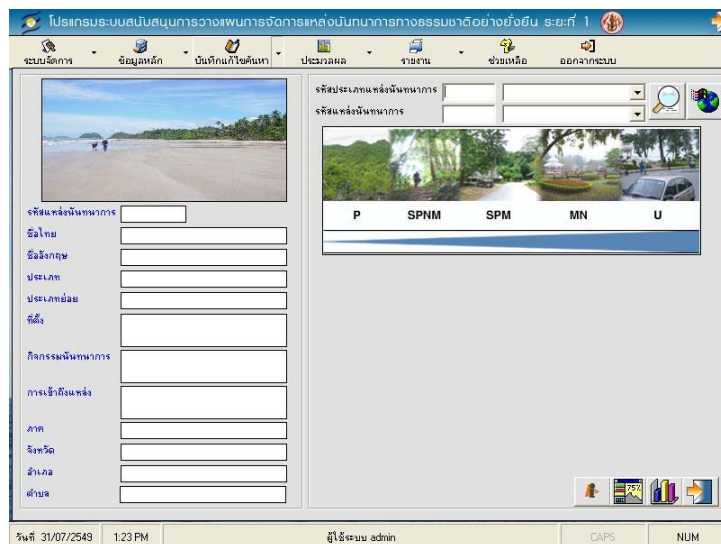 โปรแกรมระบบสนับสนุนการวางแผนการจัดการแหล่งนันทนาการทางธรรมชาติอย่างยั่งยืน ระยะที่ 1
ระบบจัดการ ข้อมูลหลัก บันทึกแก้ไขค้นหา ประมวลผล รายงาน ช่วยเหลือ ออกจากระบบ
รหัสประเภทแหล่งนันทนาการ
รหัสแหล่งนันทนาการ
P SPNM SPM MN U
รหัสแหล่งนันทนาการ
ชื่อไทย
ชื่ออังกฤษ
ประเภท
ประเภทย่อย
ที่ตั้ง
กิจกรรมนันทนาการ
การเข้าถึงแหล่ง
ภาค
จังหวัด
อำเภอ
ตำบล
75%
วันที่ 31/07/2549 1:23 PM ผู้ใช้ระบบ admin CAPS NUM